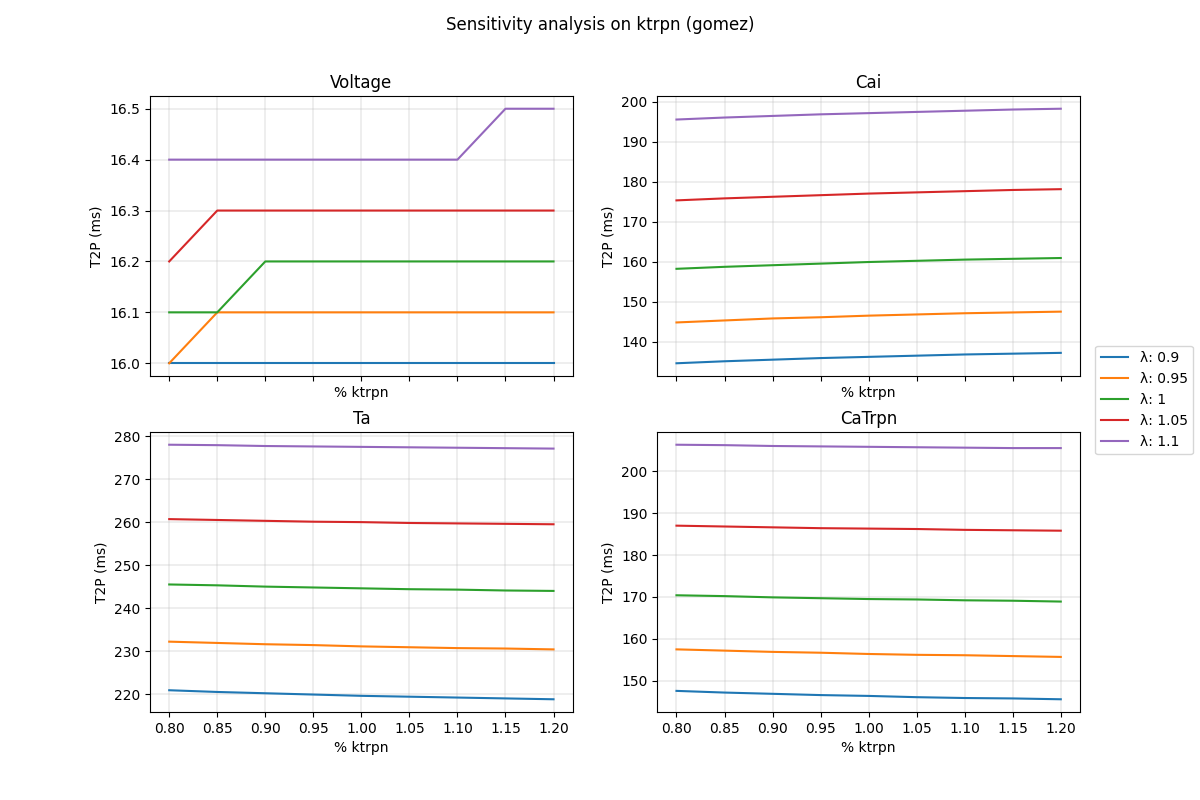 Sensitivity analysis on ktrpn (gomez)
Voltage
16.5
16.4
16.3
16.2
16.1
16.0
T2P (ms)
% ktrpn
Cai
200
190
180
170
160
150
140
T2P (ms)
% ktrpn
λ: 0.9
λ: 0.95
λ: 1
λ: 1.05
λ: 1.1
Ta
280
270
260
250
240
230
220
T2P (ms)
0.80 0.85 0.90 0.95 1.00 1.05 1.10 1.15 1.20
% ktrpn
CaTrpn
200
190
180
170
160
150
T2P (ms)
0.80 0.85 0.90 0.95 1.00 1.05 1.10 1.15 1.20
% ktrpn